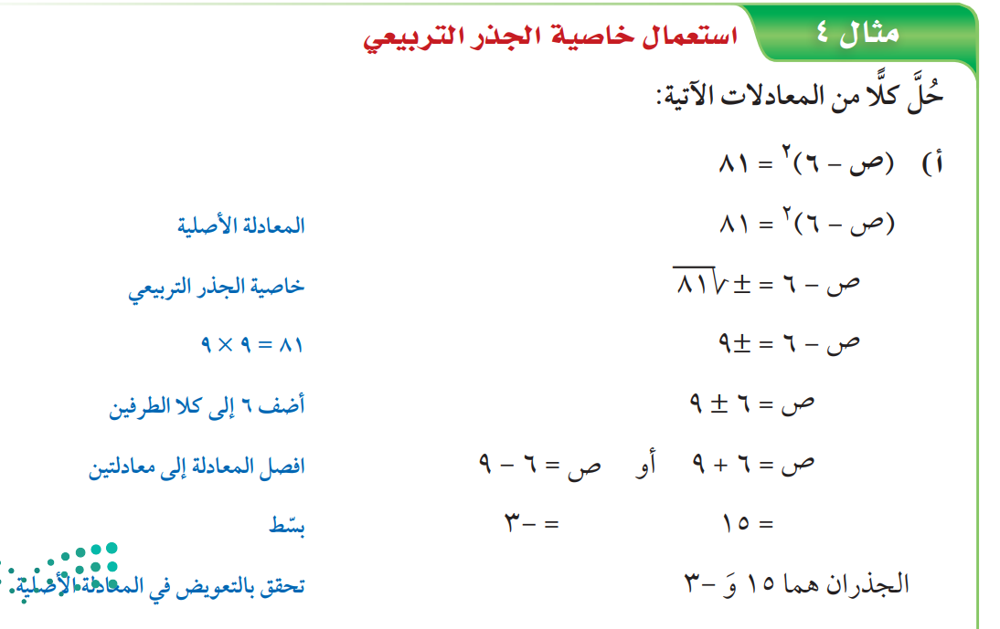 مثال ٤ استعمال خاصية الجذر التربيعي
حُلَّ كلًّا من المعادلات الآتية:
أ) (ص – ٦)٢ = ٨١
(ص – ٦)٢ = ٨١ المعادلة الأصلية
ص – ٦ = ± √٨١ خاصية الجذر التربيعي
ص – ٦ = ±٩ ٨١ = ٩ × ٩
ص = ٦ ± ٩ أضف ٦ إلى كلا الطرفين
ص = ٦ + ٩ أو ص = ٦ – ٩ افصل المعادلة إلى معادلتين
= ١٥ = –٣ بسّط
الجذران هما ١٥ وَ –٣ تحقق بالتعويض في المعادلة الأصلية.